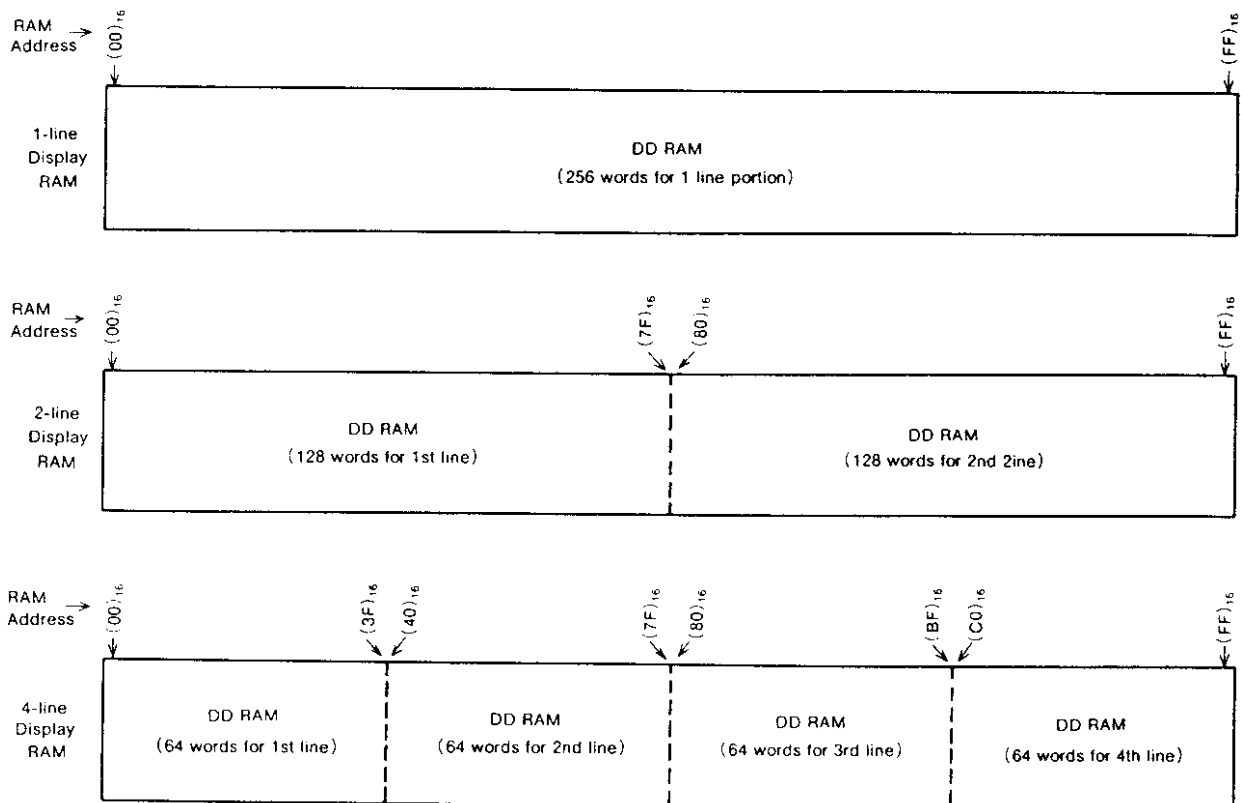 RAM
Address →
(00)₁₆
(FF)₁₆
1-line
Display
RAM
DD RAM
(256 words for 1 line portion)
RAM
Address →
(00)₁₆
(7F)₁₆
(80)₁₆
(FF)₁₆
2-line
Display
RAM
DD RAM
(128 words for 1st line)
DD RAM
(128 words for 2nd 2ine)
RAM
Address →
(00)₁₆
(3F)₁₆
(40)₁₆
(7F)₁₆
(80)₁₆
(BF)₁₆
(C0)₁₆
(FF)₁₆
4-line
Display
RAM
DD RAM
(64 words for 1st line)
DD RAM
(64 words for 2nd line)
DD RAM
(64 words for 3rd line)
DD RAM
(64 words for 4th line)